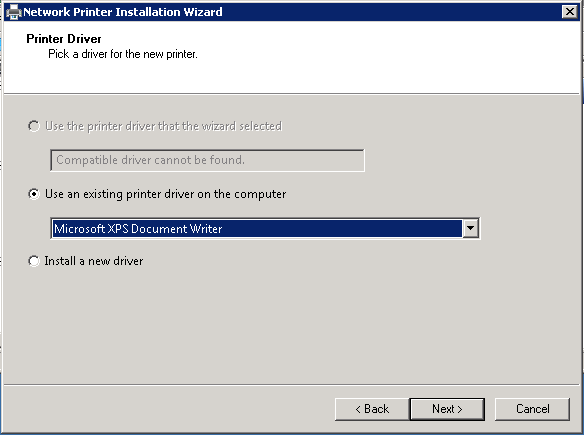 Network Printer Installation Wizard
Printer Driver
Pick a driver for the new printer.
Use the printer driver that the wizard selected
Compatible driver cannot be found.
Use an existing printer driver on the computer
Microsoft XPS Document Writer
Install a new driver
< Back
Next >
Cancel